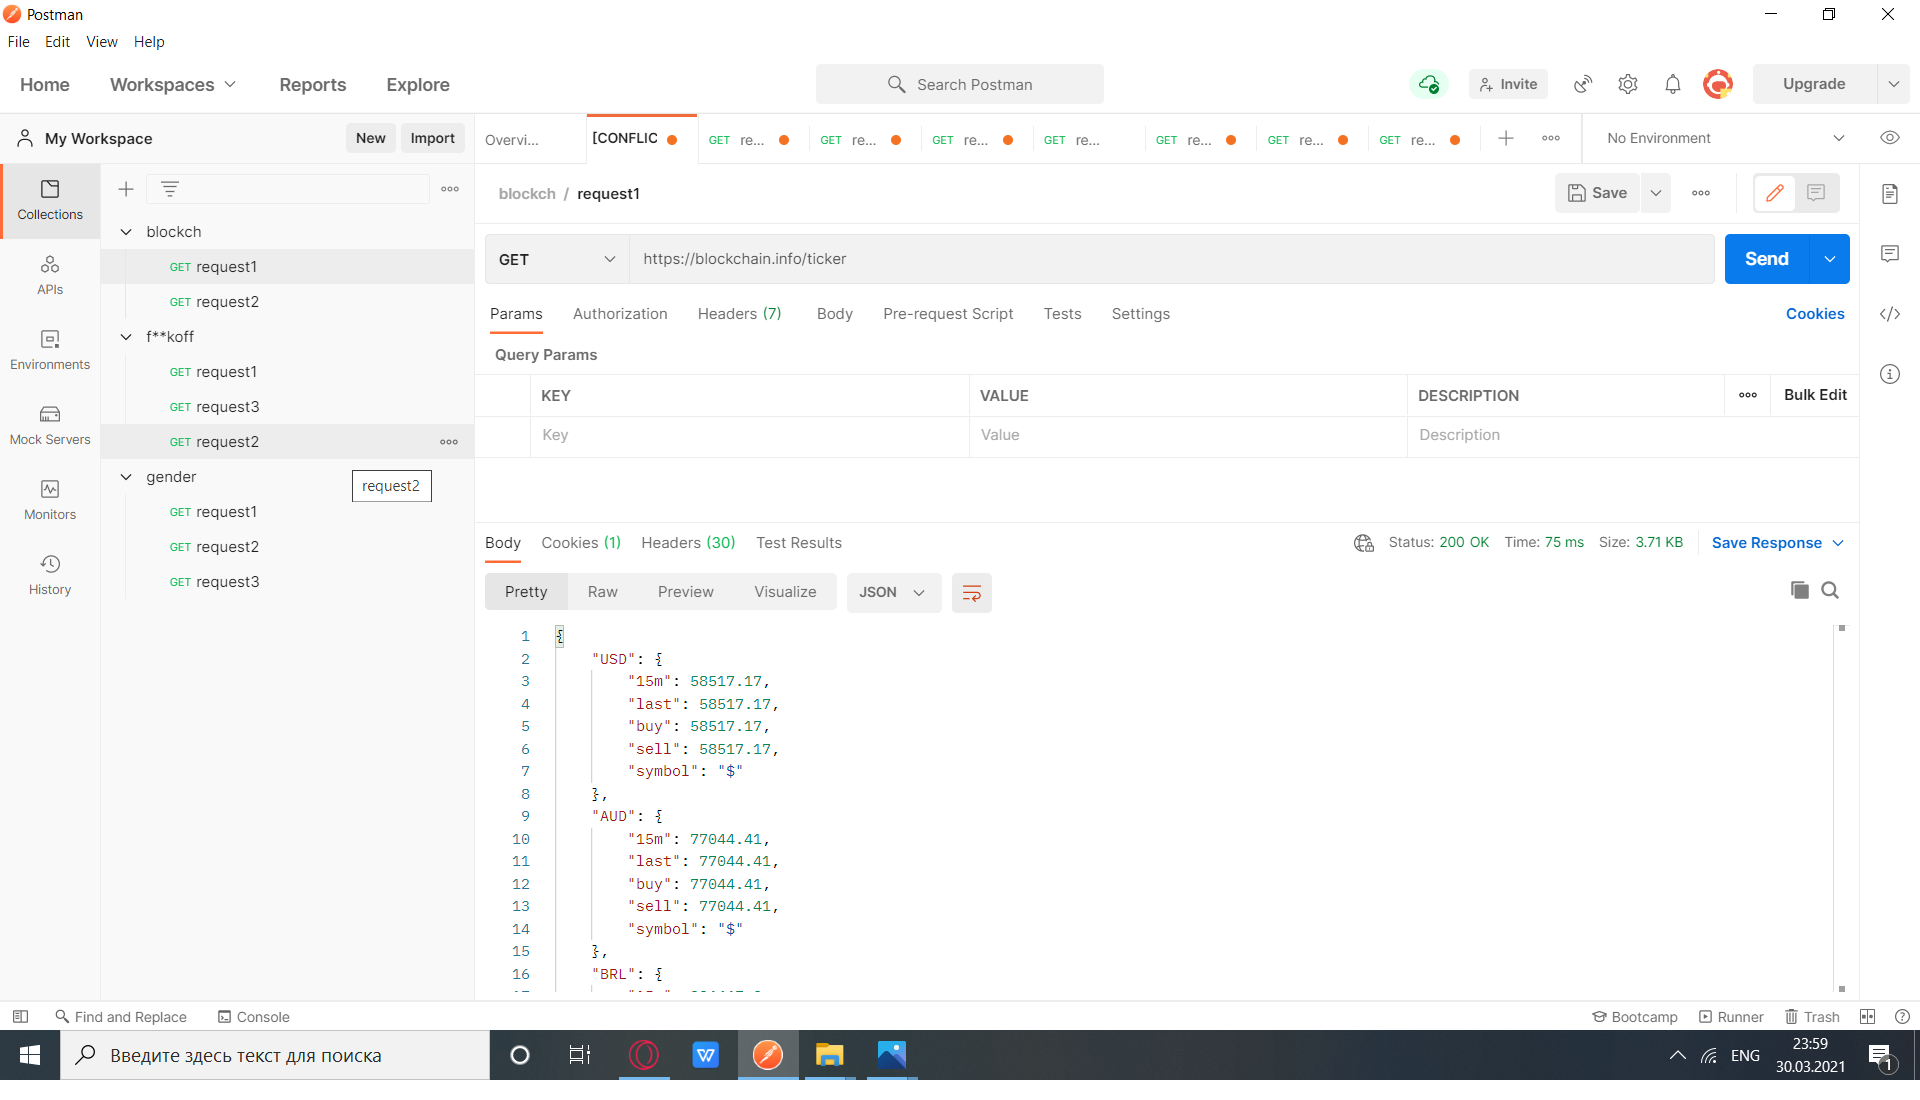 Postman
File Edit View Help
Home Workspaces Reports Explore Search Postman Invite Upgrade
My Workspace New Import Overvi... [CONFLIC GET re... GET re... GET re... GET re... GET re... GET re... GET re... No Environment
Collections
APIs
Environments
Mock Servers
Monitors
History
blockch
GET request1
GET request2
f**koff
GET request1
GET request3
GET request2
gender
request2
GET request1
GET request2
GET request3
blockch / request1 Save
GET https://blockchain.info/ticker Send
Params Authorization Headers (7) Body Pre-request Script Tests Settings Cookies
Query Params
KEY VALUE DESCRIPTION Bulk Edit
Key Value Description
Body Cookies (1) Headers (30) Test Results Status: 200 OK Time: 75 ms Size: 3.71 KB Save Response
Pretty Raw Preview Visualize JSON
1 {
2 "USD": {
3 "15m": 58517.17,
4 "last": 58517.17,
5 "buy": 58517.17,
6 "sell": 58517.17,
7 "symbol": "$"
8 },
9 "AUD": {
10 "15m": 77044.41,
11 "last": 77044.41,
12 "buy": 77044.41,
13 "sell": 77044.41,
14 "symbol": "$"
15 },
16 "BRL": {
Find and Replace Console Bootcamp Runner Trash
Введите здесь текст для поиска ENG 23:59
30.03.2021 1